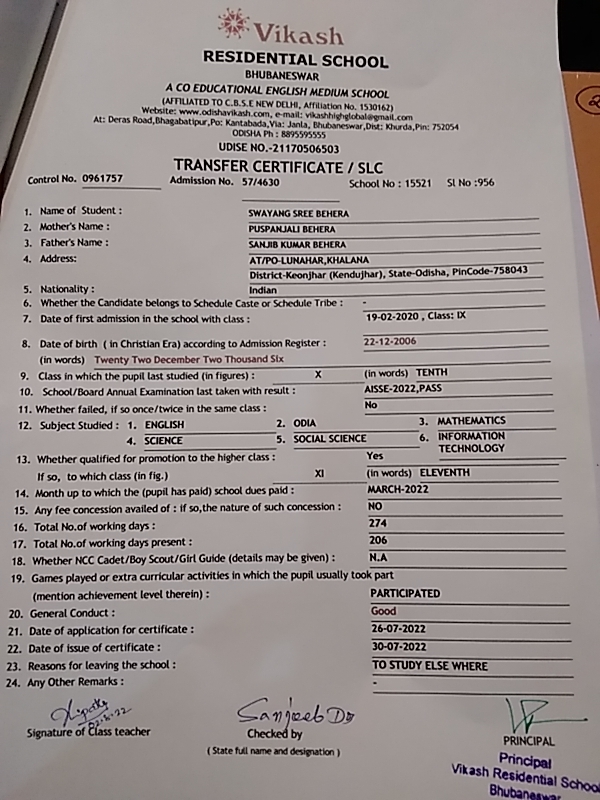 Vikash
RESIDENTIAL SCHOOL
BHUBANESWAR
A CO EDUCATIONAL ENGLISH MEDIUM SCHOOL
(AFFILIATED TO C.B.S.E NEW DELHI, Affiliation No. 1530162)
Website: www.odishavikash.com, e-mail: vikashhighglobal@gmail.com
At: Deras Road,Bhagabatipur,Po: Kantabada,Via: Janla, Bhubaneswar,Dist: Khurda,Pin: 752054
ODISHA Ph : 8895595555
UDISE NO.-21170506503
TRANSFER CERTIFICATE / SLC
Control No. 0961757 Admission No. 57/4630 School No : 15521 Sl No :956
1. Name of Student : SWAYANG SREE BEHERA
2. Mother's Name : PUSPANJALI BEHERA
3. Father's Name : SANJIB KUMAR BEHERA
4. Address: AT/PO-LUNAHAR,KHALANA
District-Keonjhar (Kendujhar), State-Odisha, PinCode-758043
5. Nationality : Indian
6. Whether the Candidate belongs to Schedule Caste or Schedule Tribe : -
7. Date of first admission in the school with class : 19-02-2020 , Class: IX
8. Date of birth ( in Christian Era) according to Admission Register : 22-12-2006
(in words) Twenty Two December Two Thousand Six
9. Class in which the pupil last studied (in figures) : X (in words) TENTH
10. School/Board Annual Examination last taken with result : AISSE-2022,PASS
11. Whether failed, if so once/twice in the same class : No
12. Subject Studied : 1. ENGLISH 2. ODIA 3. MATHEMATICS
4. SCIENCE 5. SOCIAL SCIENCE 6. INFORMATION
TECHNOLOGY
13. Whether qualified for promotion to the higher class : Yes
If so, to which class (in fig.) XI (in words) ELEVENTH
14. Month up to which the (pupil has paid) school dues paid : MARCH-2022
15. Any fee concession availed of : if so,the nature of such concession : NO
16. Total No.of working days : 274
17. Total No.of working days present : 206
18. Whether NCC Cadet/Boy Scout/Girl Guide (details may be given) : N.A
19. Games played or extra curricular activities in which the pupil usually took part
(mention achievement level therein) : PARTICIPATED
20. General Conduct : Good
21. Date of application for certificate : 26-07-2022
22. Date of issue of certificate : 30-07-2022
23. Reasons for leaving the school : TO STUDY ELSE WHERE
24. Any Other Remarks : -
Signature of Class teacher Checked by PRINCIPAL
( State full name and designation)
Principal
Vikash Residential School
Bhubaneswar